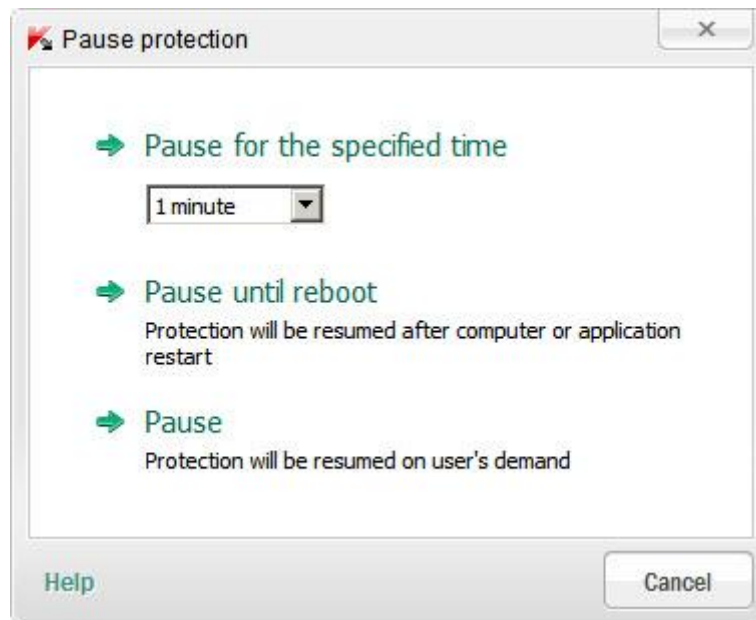 Pause protection
Pause for the specified time
1 minute
Pause until reboot
Protection will be resumed after computer or application
restart
Pause
Protection will be resumed on user's demand
Help
Cancel